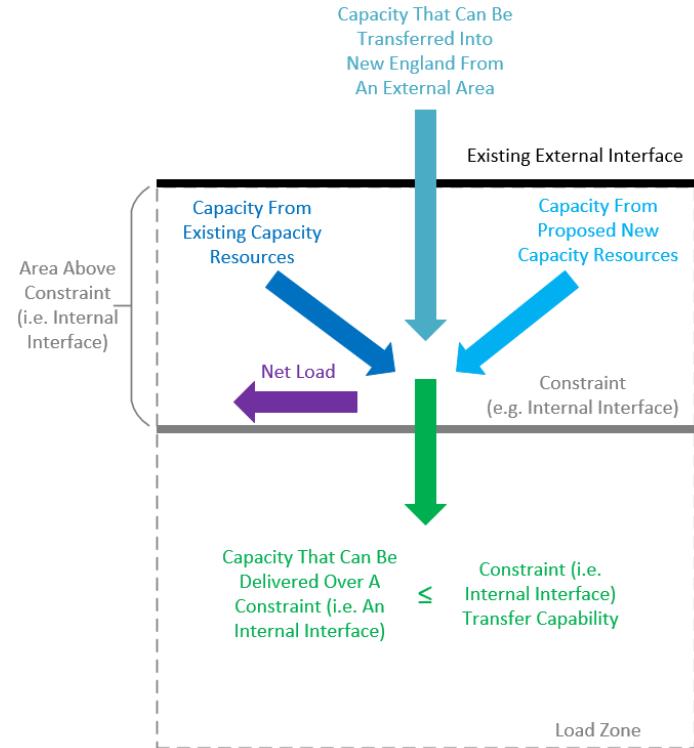 Capacity That Can Be
Transferred Into
New England From
An External Area
Existing External Interface
Capacity From
Existing Capacity
Resources
Capacity From
Proposed New
Capacity Resources
Area Above
Constraint
(i.e. Internal
Interface)
Net Load
Constraint
(e.g. Internal Interface)
Capacity That Can Be
Delivered Over A
Constraint (i.e. An
Internal Interface)
≤
Constraint (i.e.
Internal Interface)
Transfer Capability
Load Zone